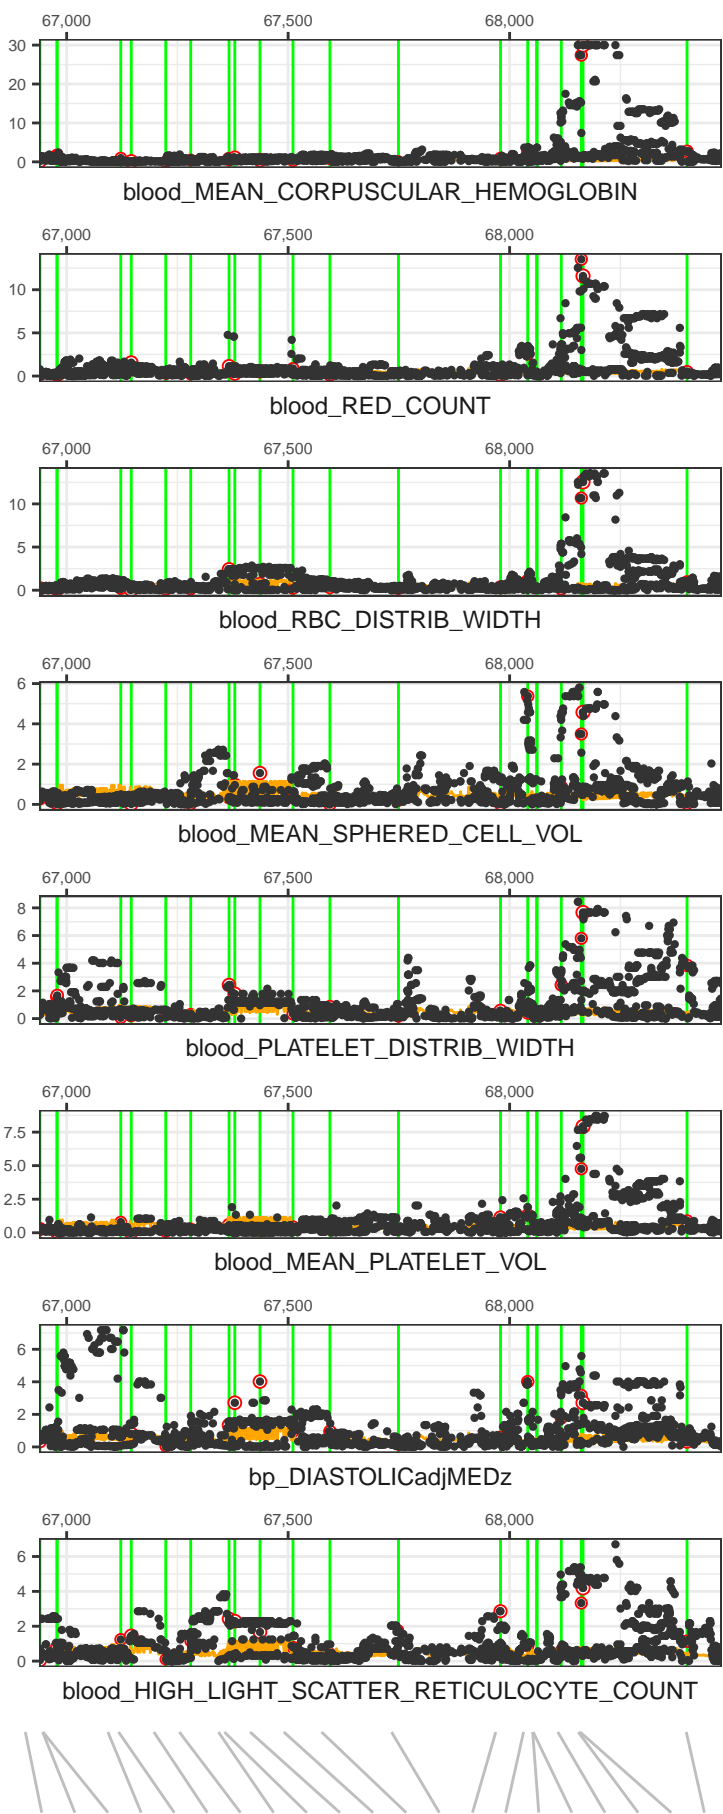 67,000 67,500 68,000
30
20
10
0
blood_MEAN_CORPUSCULAR_HEMOGLOBIN
67,000 67,500 68,000
10
5
0
blood_RED_COUNT
67,000 67,500 68,000
10
5
0
blood_RBC_DISTRIB_WIDTH
67,000 67,500 68,000
6
4
2
0
blood_MEAN_SPHERED_CELL_VOL
67,000 67,500 68,000
8
6
4
2
0
blood_PLATELET_DISTRIB_WIDTH
67,000 67,500 68,000
7.5
5.0
2.5
0.0
blood_MEAN_PLATELET_VOL
67,000 67,500 68,000
6
4
2
0
bp_DIASTOLICadjMEDz
67,000 67,500 68,000
6
4
2
0
blood_HIGH_LIGHT_SCATTER_RETICULOCYTE_COUNT